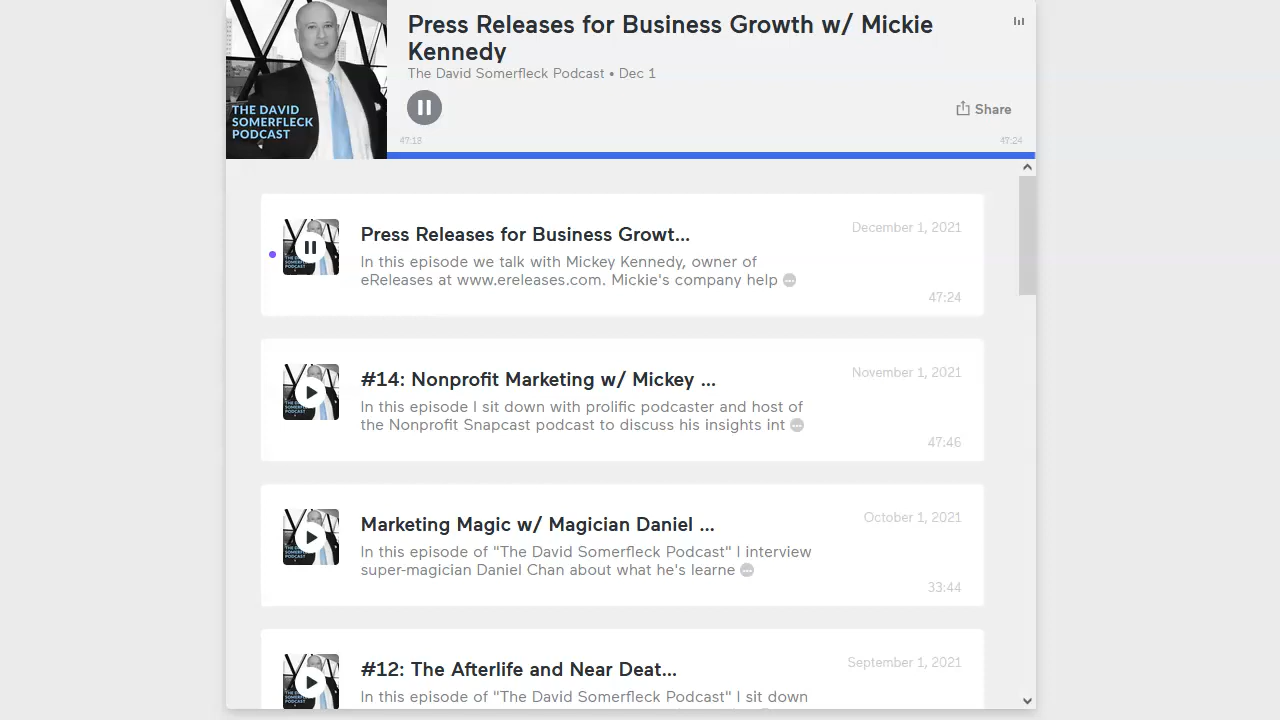 Press Releases for Business Growth w/ Mickie
Kennedy
The David Somerfleck Podcast • Dec 1
THE DAVID
SOMERFLECK
PODCAST
Share
47:13
47:24
Press Releases for Business Growt...
December 1, 2021
In this episode we talk with Mickey Kennedy, owner of
eReleases at www.ereleases.com. Mickie's company help
47:24
#14: Nonprofit Marketing w/ Mickey ...
November 1, 2021
In this episode I sit down with prolific podcaster and host of
the Nonprofit Snapcast podcast to discuss his insights int
47:46
Marketing Magic w/ Magician Daniel ...
October 1, 2021
In this episode of "The David Somerfleck Podcast" I interview
super-magician Daniel Chan about what he's learne
33:44
#12: The Afterlife and Near Deat...
September 1, 2021
In this episode of "The David Somerfleck Podcast" I sit down